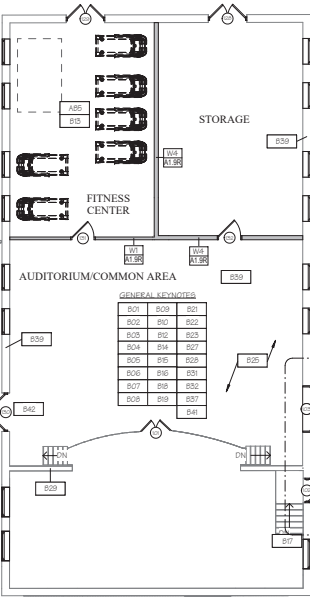 STORAGE
A85
B13
B39
W4
A1.9R
FITNESS
CENTER
W1
A1.9R
W4
A1.9R
AUDITORIUM/COMMON AREA
B39
GENERAL KEYNOTES
B01 B09 B21
B02 B10 B22
B03 B12 B23
B04 B14 B27
B05 B15 B28
B06 B16 B31
B07 B18 B32
B08 B19 B37
B41
B39
B25
B42
DN
DN
B29
B17